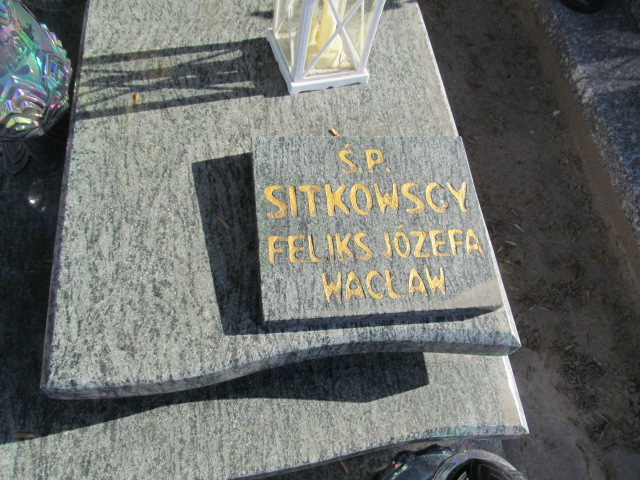 Ś.P.
SITKOWSCY
FELIKS JÓZEFA
WACŁAW